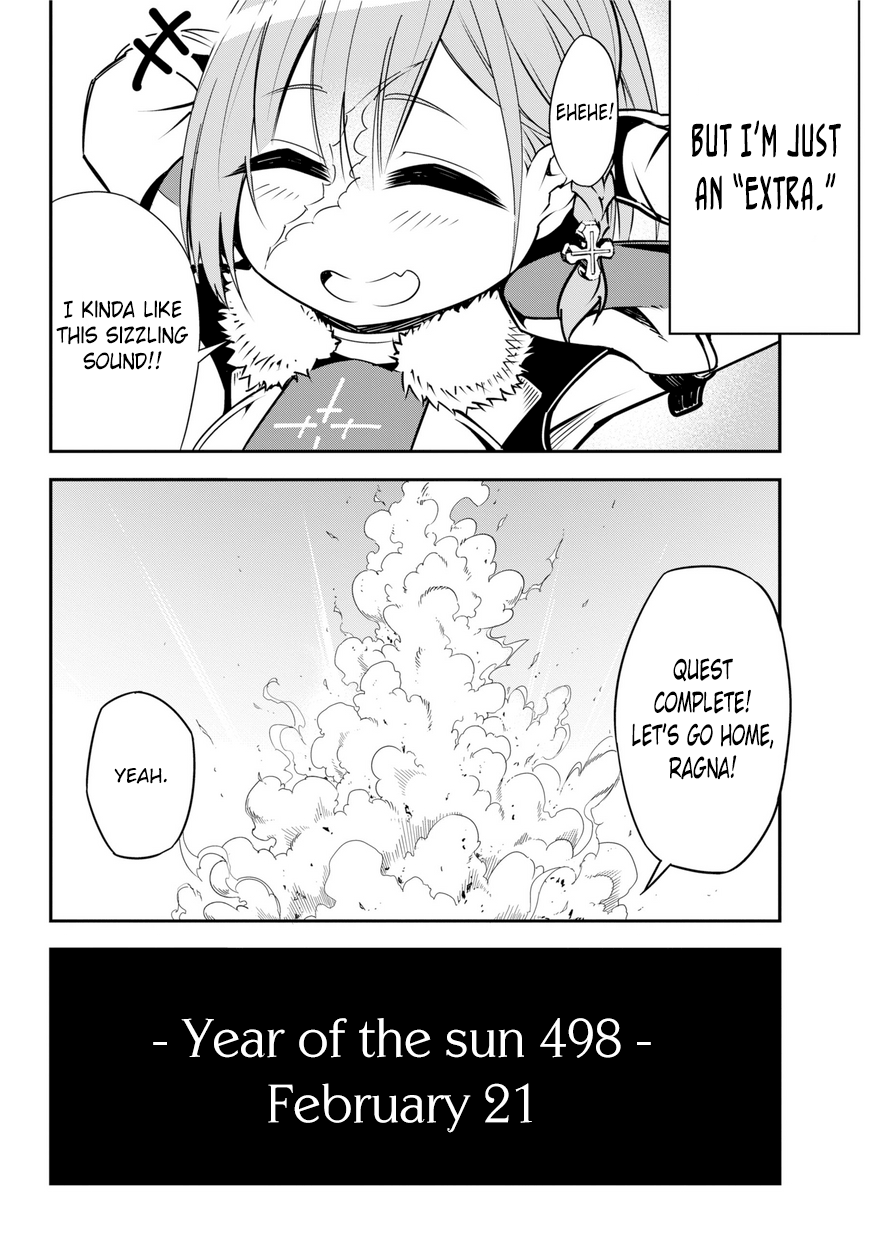 BUT I'M JUST
AN "EXTRA."
EHEHE!
I KINDA LIKE
THIS SIZZLING
SOUND!!
QUEST
COMPLETE!
LET'S GO HOME,
RAGNA!
YEAH.
- Year of the sun 498 -
February 21